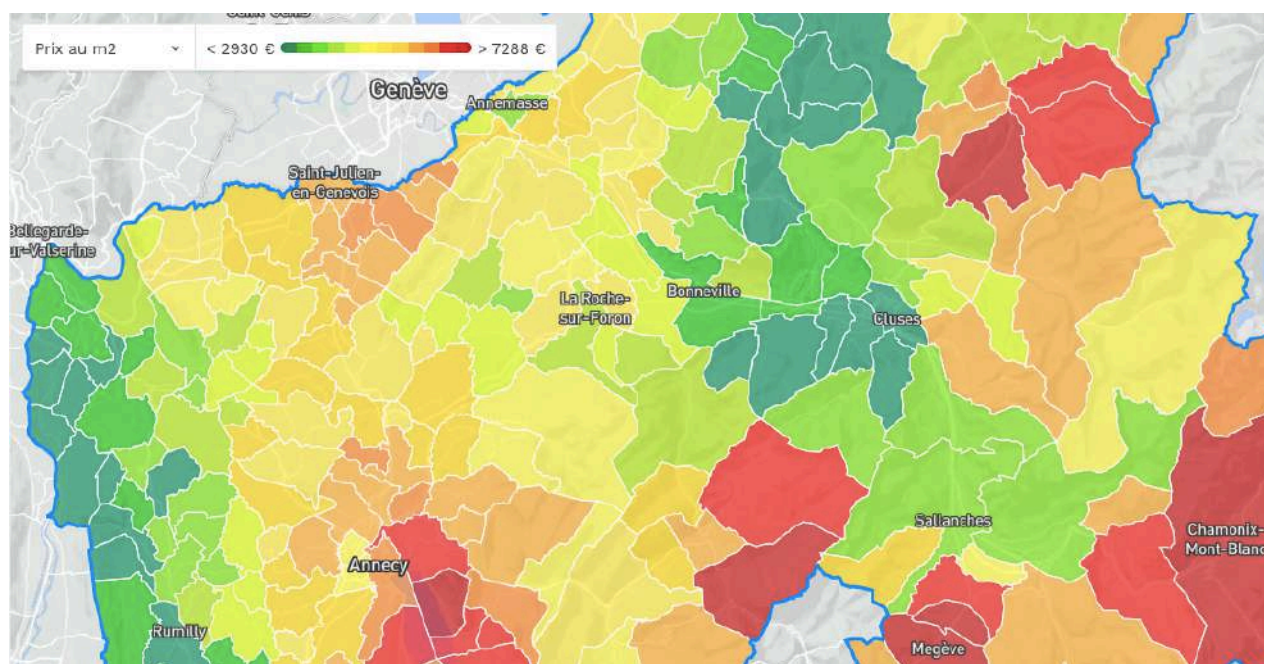 Prix au m2
< 2930 €
> 7288 €
Genève
Annemasse
Saint-Julien-
en-Genevois
Bellegarde-
ur-Valserine
La Roche-
sur-Foron
Bonneville
Cluses
Sallanches
Chamonix-
Mont-Blanc
Annecy
Rumilly
Megève